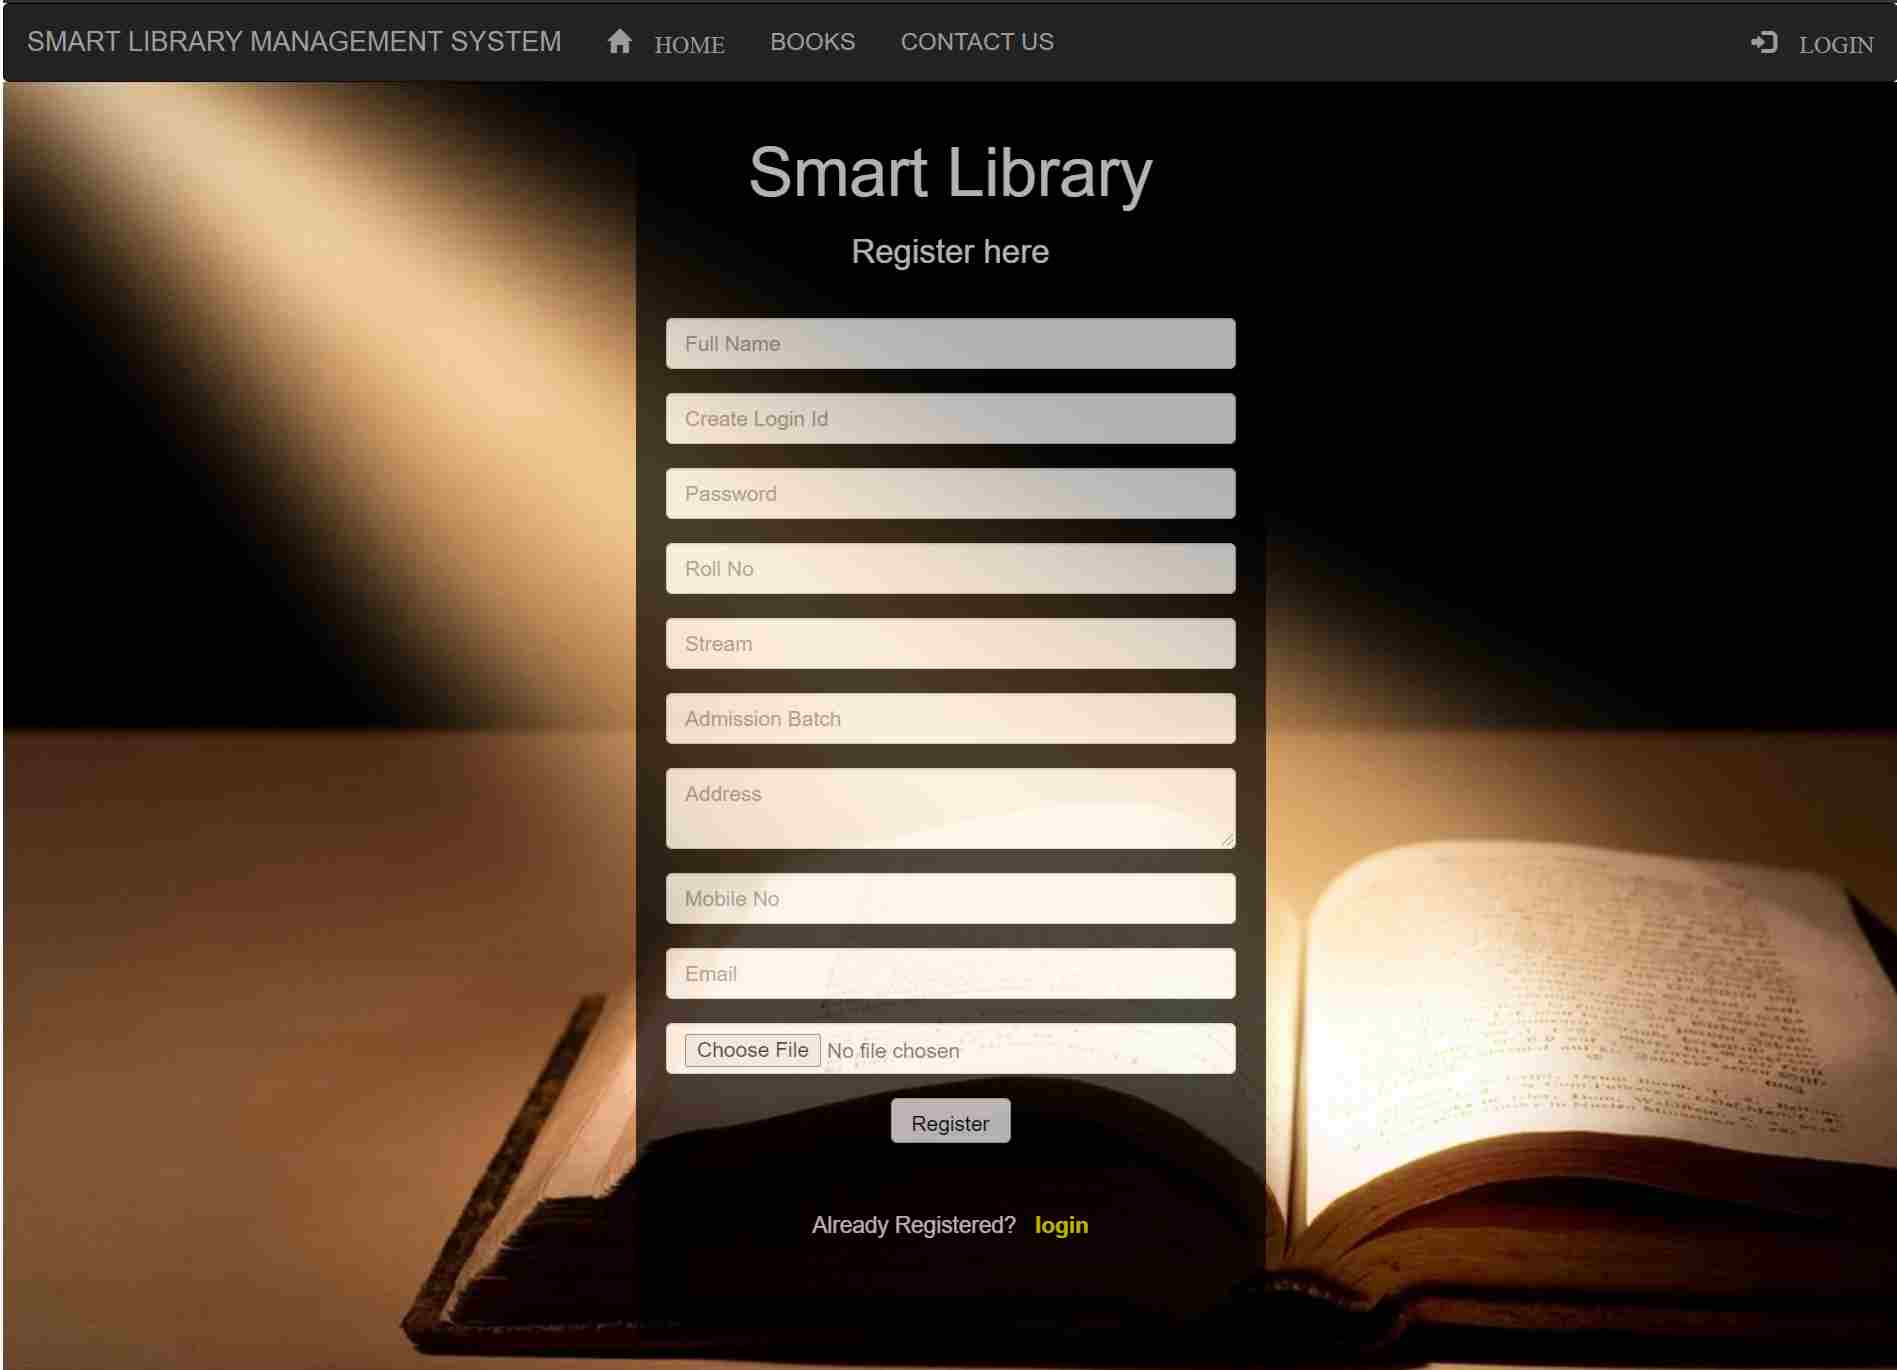 SMART LIBRARY MANAGEMENT SYSTEM HOME BOOKS CONTACT US LOGIN
Smart Library
Register here
Full Name
Create Login Id
Password
Roll No
Stream
Admission Batch
Address
Mobile No
Email
Choose File No file chosen
Register
Already Registered? login